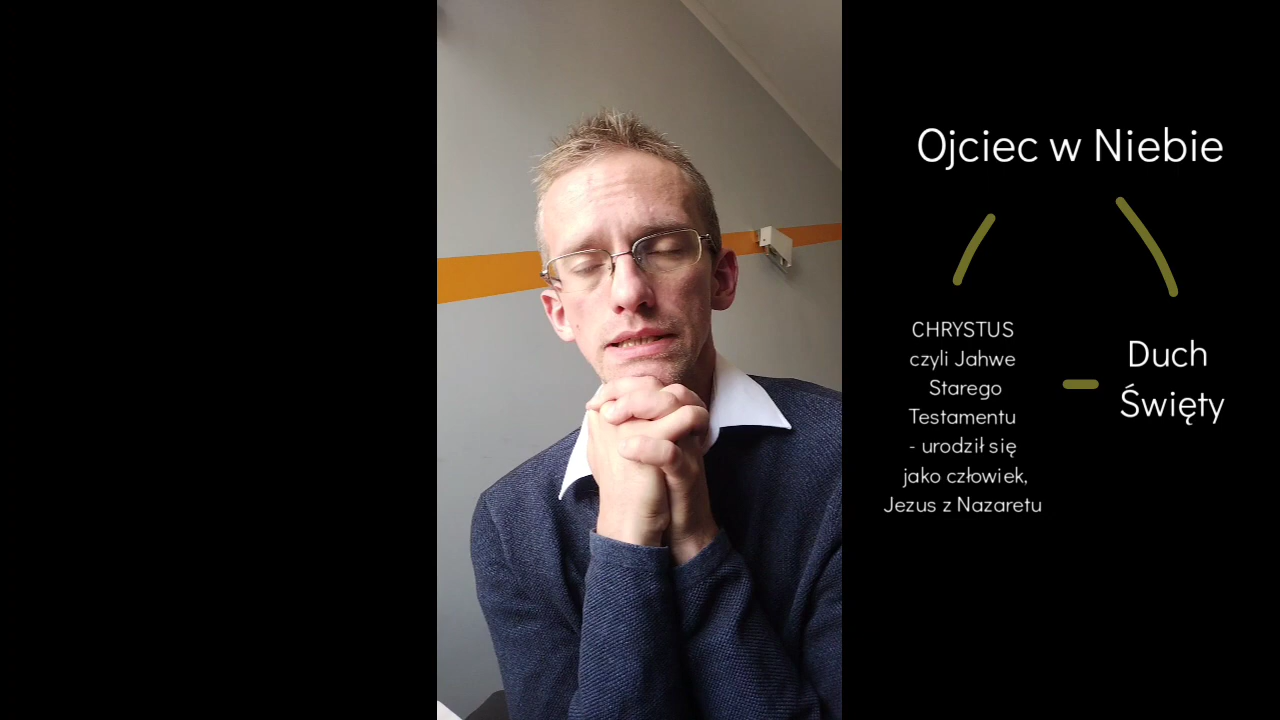 Ojciec w Niebie
CHRYSTUS
czyli Jahwe
Starego
Testamentu
- urodził się
jako człowiek,
Jezus z Nazaretu
Duch
Święty